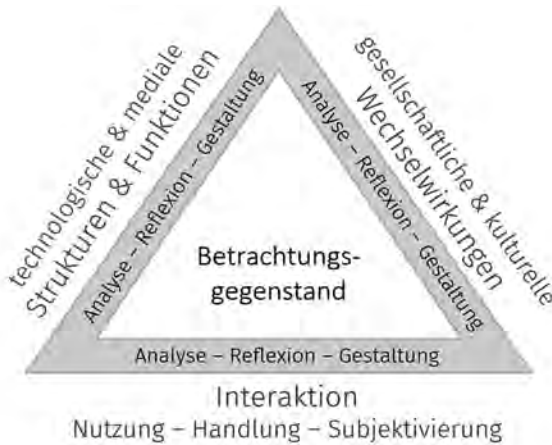 technologische & mediale
Strukturen & Funktionen
Analyse – Reflexion – Gestaltung
gesellschaftliche & kulturelle
Wechselwirkungen
Analyse – Reflexion – Gestaltung
Betrachtungs-
gegenstand
Analyse – Reflexion – Gestaltung
Interaktion
Nutzung – Handlung – Subjektivierung